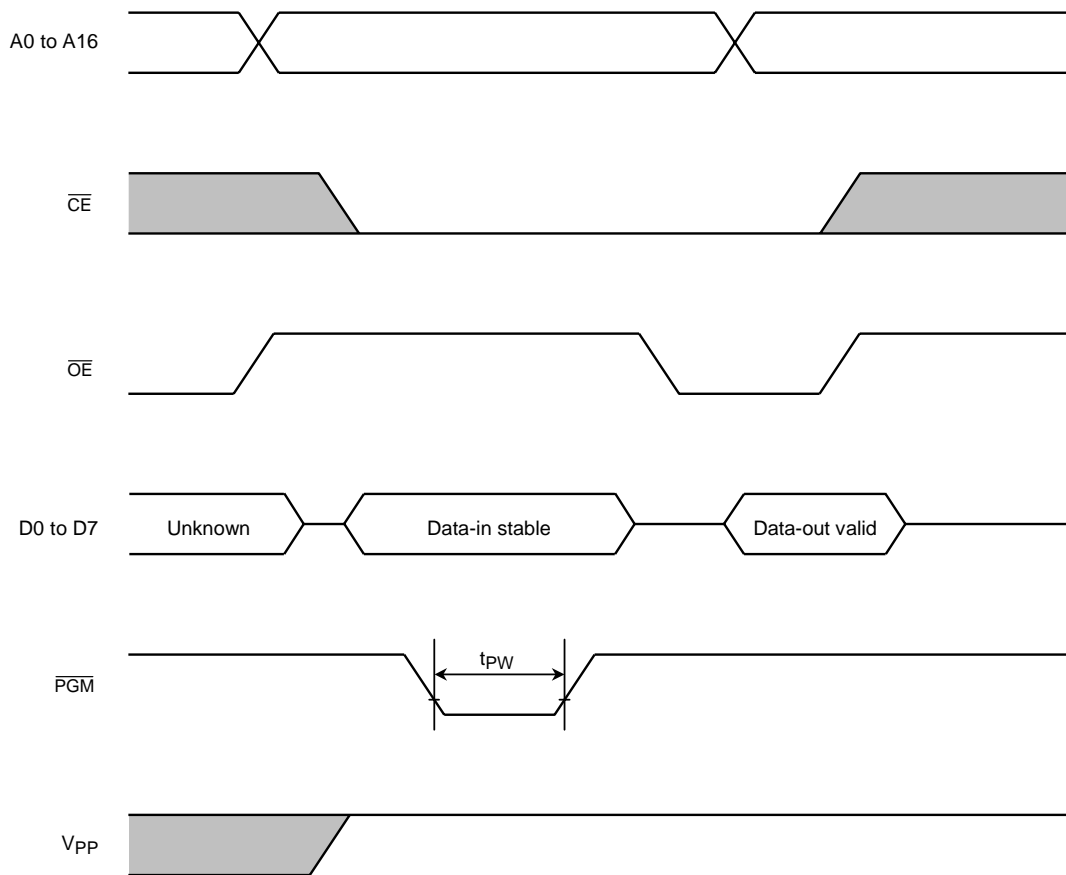 A0 to A16
CE
OE
D0 to D7
Unknown
Data-in stable
Data-out valid
PGM
tPW
VPP